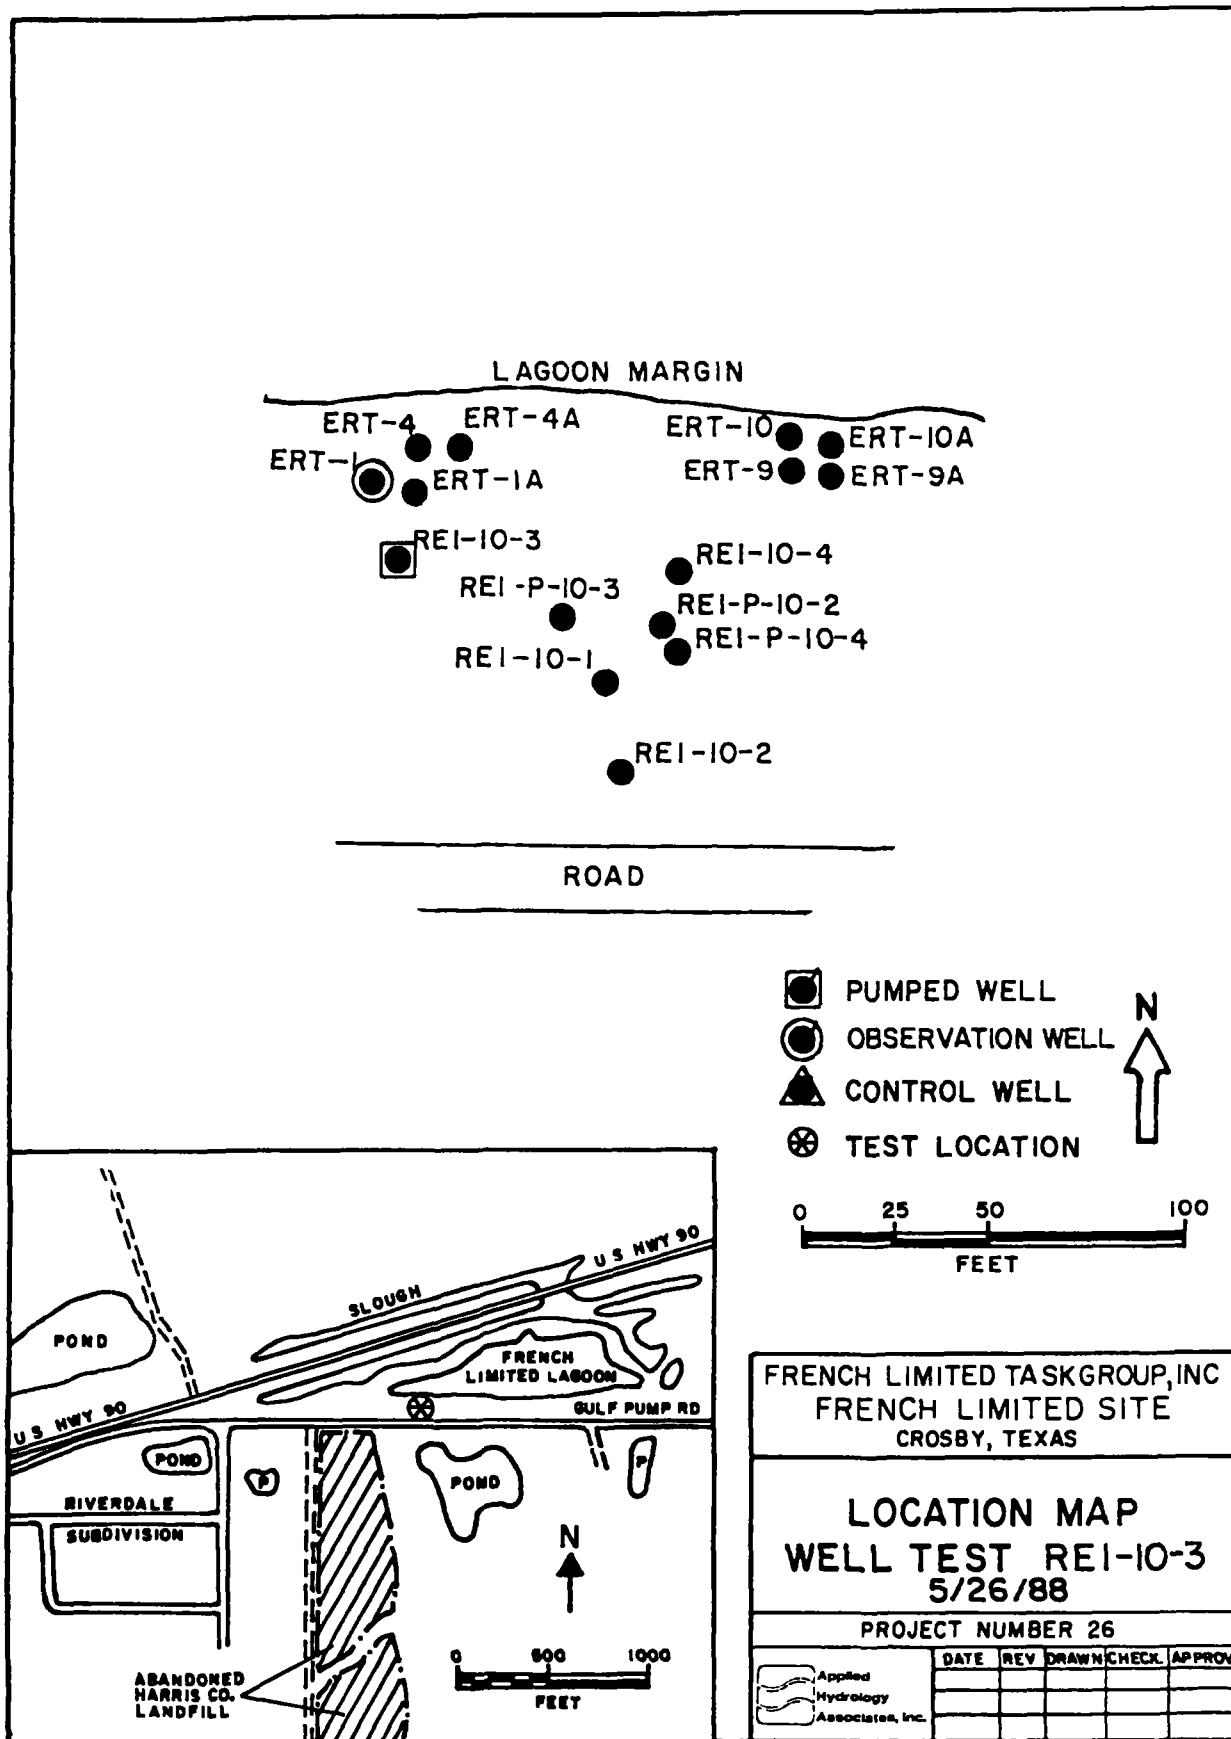 LAGOON MARGIN
ERT-4
ERT-4A
ERT-10
ERT-10A
ERT-1
ERT-1A
ERT-9
ERT-9A
REI-10-3
REI-10-4
REI-P-10-3
REI-P-10-2
REI-P-10-4
REI-10-1
REI-10-2
ROAD
PUMPED WELL
OBSERVATION WELL
CONTROL WELL
TEST LOCATION
N
0 25 50 100
FEET
U S HWY 90
SLOUGH
POND
FRENCH
LIMITED LAGOON
GULF PUMP RD
U S HWY 90
POND
P
POND
P
RIVERDALE
SUBDIVISION
N
ABANDONED
HARRIS CO.
LANDFILL
0 500 1000
FEET
FRENCH LIMITED TASKGROUP, INC
FRENCH LIMITED SITE
CROSBY, TEXAS
LOCATION MAP
WELL TEST REI-10-3
5/26/88
PROJECT NUMBER 26
Applied
Hydrology
Associates, Inc.
DATE REV DRAWN CHECK. APPROV